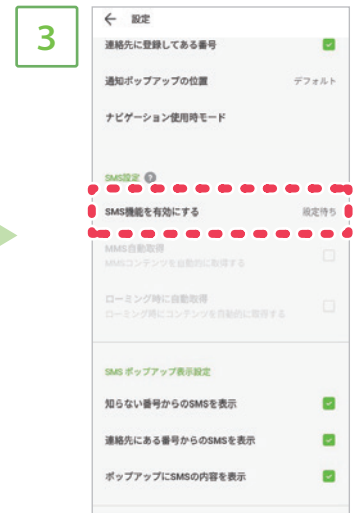 3
← 設定
連絡先に登録してある番号
通知ポップアップの位置 デフォルト
ナビゲーション使用時モード
SMS設定 ?
SMS機能を有効にする 設定待ち
MMS自動取得
MMSコンテンツを自動的に取得する
ローミング時に自動取得
ローミング時にコンテンツを自動的に取得する
SMS ポップアップ表示設定
知らない番号からのSMSを表示
連絡先にある番号からのSMSを表示
ポップアップにSMSの内容を表示